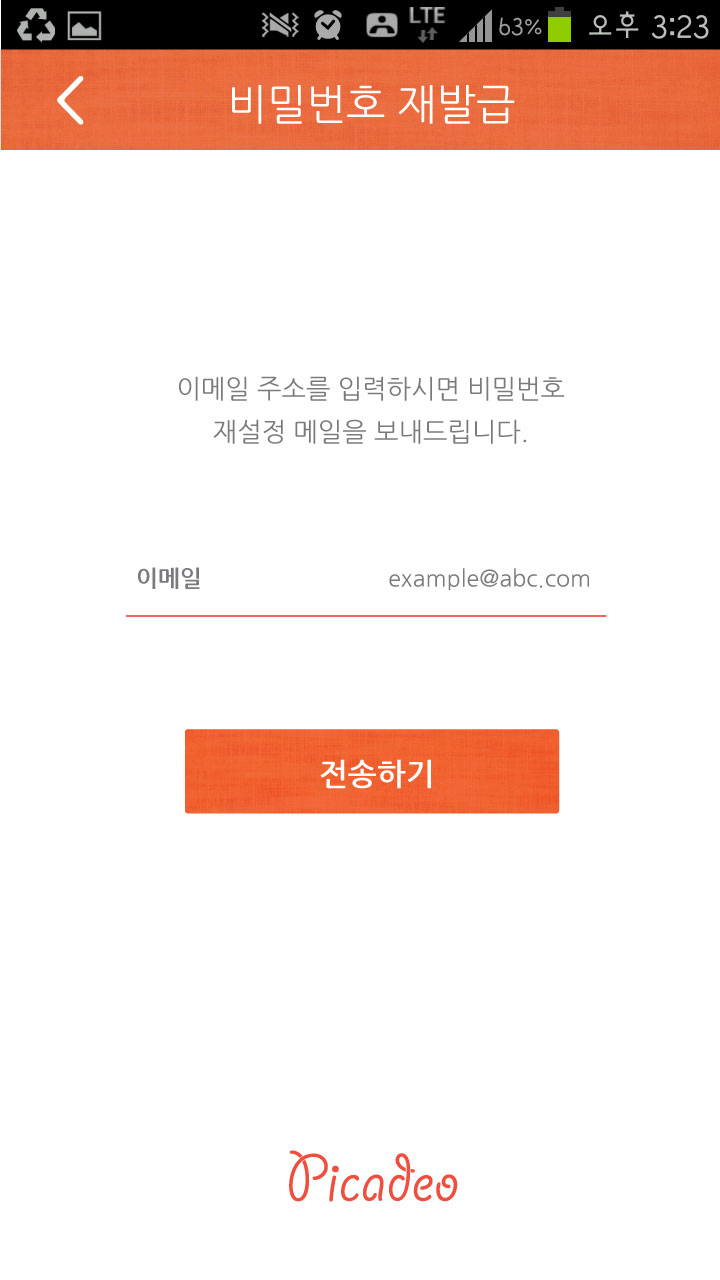 LTE 63% 오후 3:23
비밀번호 재발급
이메일 주소를 입력하시면 비밀번호
재설정 메일을 보내드립니다.
이메일 example@abc.com
전송하기
Picadeo